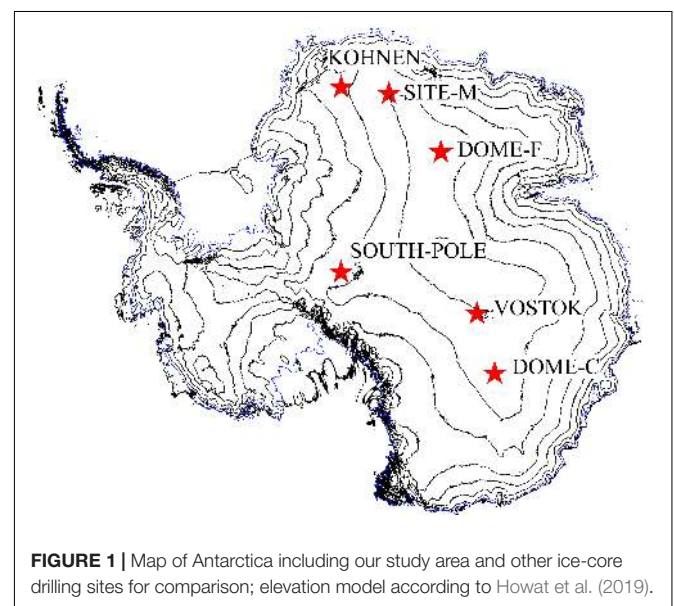 KOHNEN
SITE-M
DOME-F
SOUTH-POLE
VOSTOK
DOME-C
FIGURE 1 | Map of Antarctica including our study area and other ice-core
drilling sites for comparison; elevation model according to Howat et al. (2019).